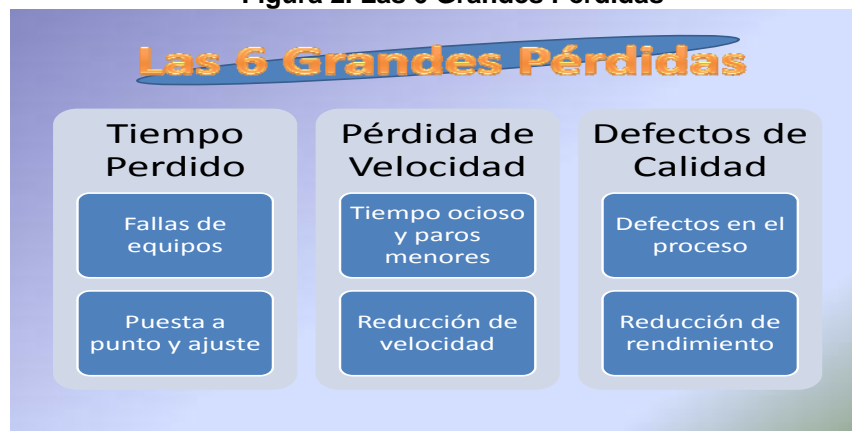 Figura 2. Las 6 Grandes Pérdidas
Las 6 Grandes Pérdidas
Tiempo
Perdido
Fallas de
equipos
Puesta a
punto y ajuste
Pérdida de
Velocidad
Tiempo ocioso
y paros
menores
Reducción de
velocidad
Defectos de
Calidad
Defectos en el
proceso
Reducción de
rendimiento